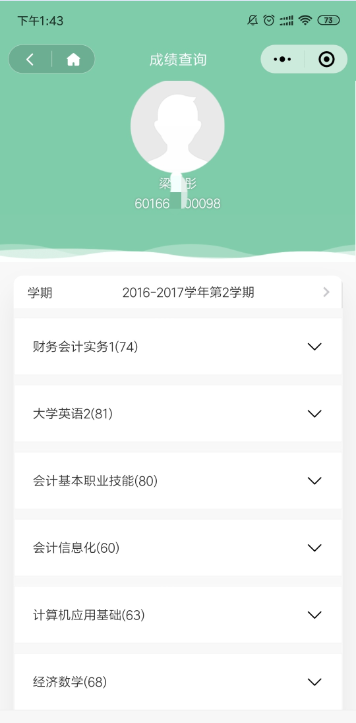 下午1:43
73
成绩查询
梁 彤
60166 00098
学期 2016-2017学年第2学期
财务会计实务1(74)
大学英语2(81)
会计基本职业技能(80)
会计信息化(60)
计算机应用基础(63)
经济数学(68)